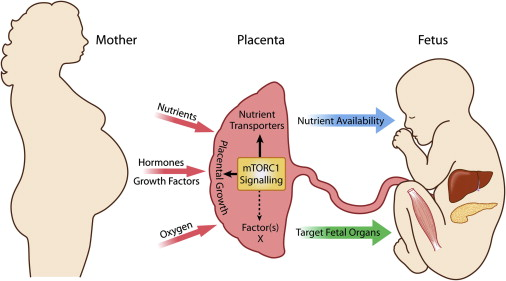 Mother
Placenta
Fetus
Nutrients
Hormones
Growth Factors
Oxygen
Nutrient
Transporters
Placental Growth
mTORC1
Signalling
Factor(s)
X
Nutrient Availability
Target Fetal Organs